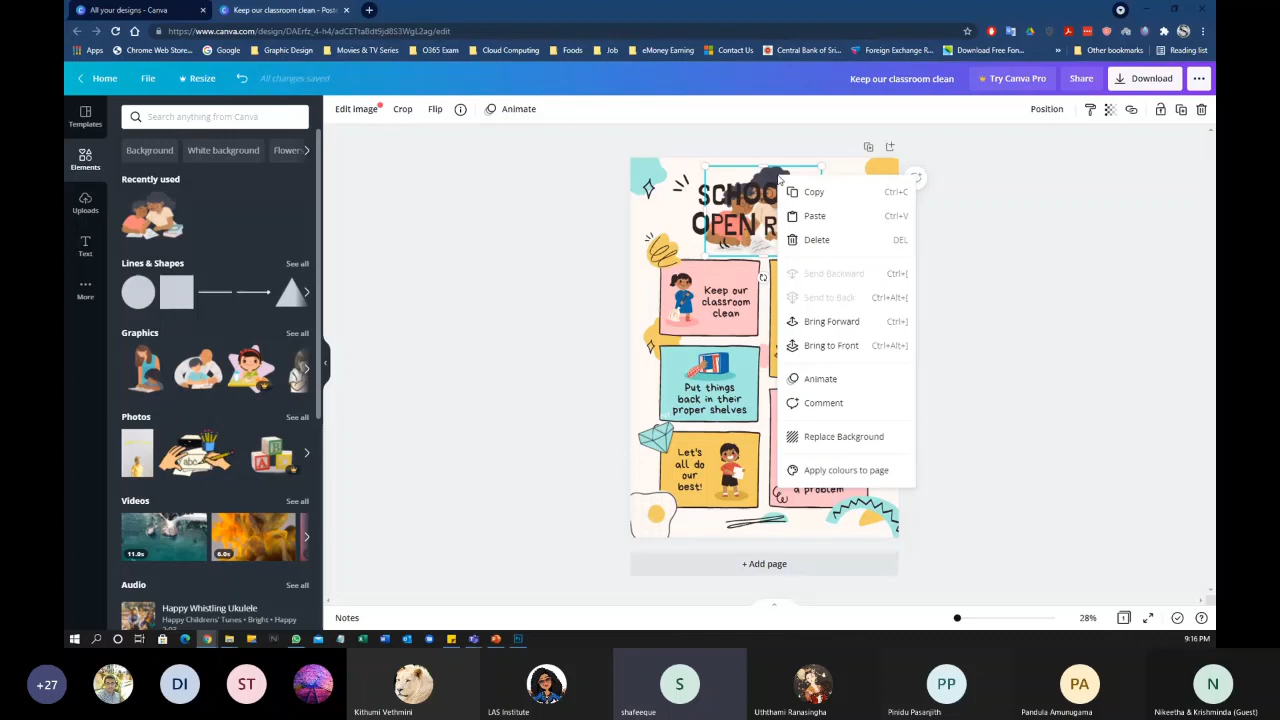 All your designs - Canva
Keep our classroom clean - Post
https://www.canva.com/design/DAErfz_4-h4/adCETtaBdt9jd8S3WgL2ag/edit
Apps
Chrome Web Store...
Google
Graphic Design
Movies & TV Series
O365 Exam
Cloud Computing
Foods
Job
eMoney Earning
Contact Us
Central Bank of Sri...
Foreign Exchange R...
Download Free Fon...
»
Other bookmarks
Reading list
Home
File
Resize
All changes saved
Keep our classroom clean
Try Canva Pro
Share
Download
Templates
Elements
Uploads
Text
More
Search anything from Canva
Background
White background
Flower
Recently used
Lines & Shapes
See all
Graphics
See all
Photos
See all
Videos
See all
11.0s
6.0s
Audio
See all
Happy Whistling Ukulele
Happy Childrens' Tunes • Bright • Happy
Edit image
Crop
Flip
Animate
Position
SCHOO
OPEN R
Keep our
classroom
clean
Put things
back in their
proper shelves
Let's
all do
our
best!
a problem
Copy Ctrl+C
Paste Ctrl+V
Delete DEL
Send Backward Ctrl+[
Send to Back Ctrl+Alt+[
Bring Forward Ctrl+]
Bring to Front Ctrl+Alt+]
Animate
Comment
Replace Background
Apply colours to page
+ Add page
Notes
28%
1
9:16 PM
+27
DI
ST
Kithumi Vethmini
LAS Institute
S
shafeeque
Uththami Ranasingha
PP
Pinidu Pasanjith
PA
Pandula Amunugama
N
Nikeetha & Krishminda (Guest)